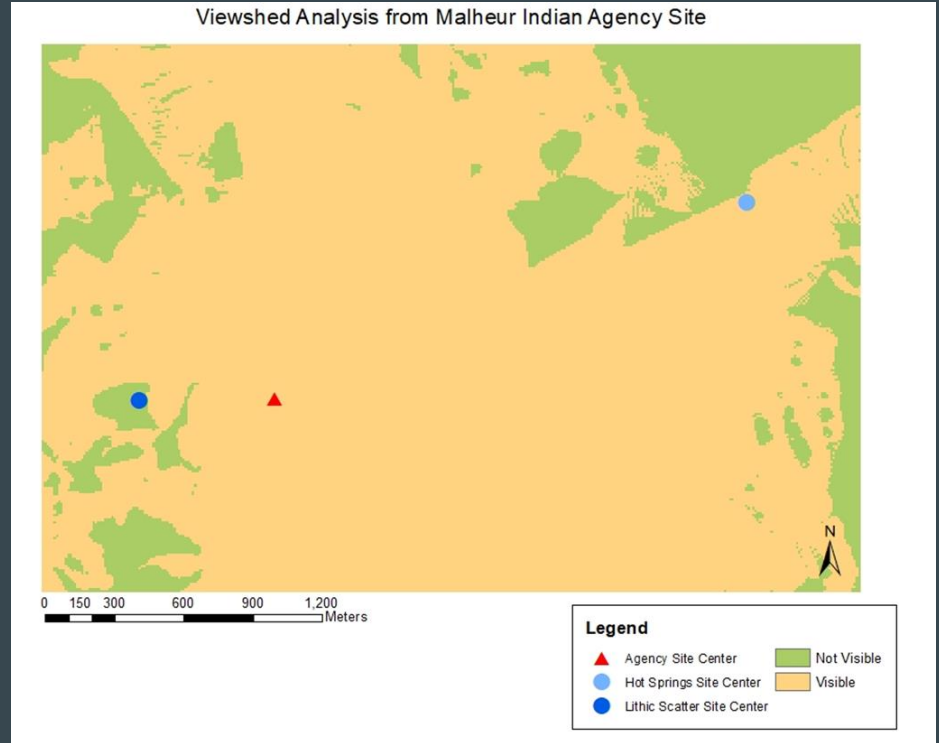 Viewshed Analysis from Malheur Indian Agency Site
N
0 150 300 600 900 1,200
Meters
Legend
Agency Site Center
Not Visible
Hot Springs Site Center
Visible
Lithic Scatter Site Center